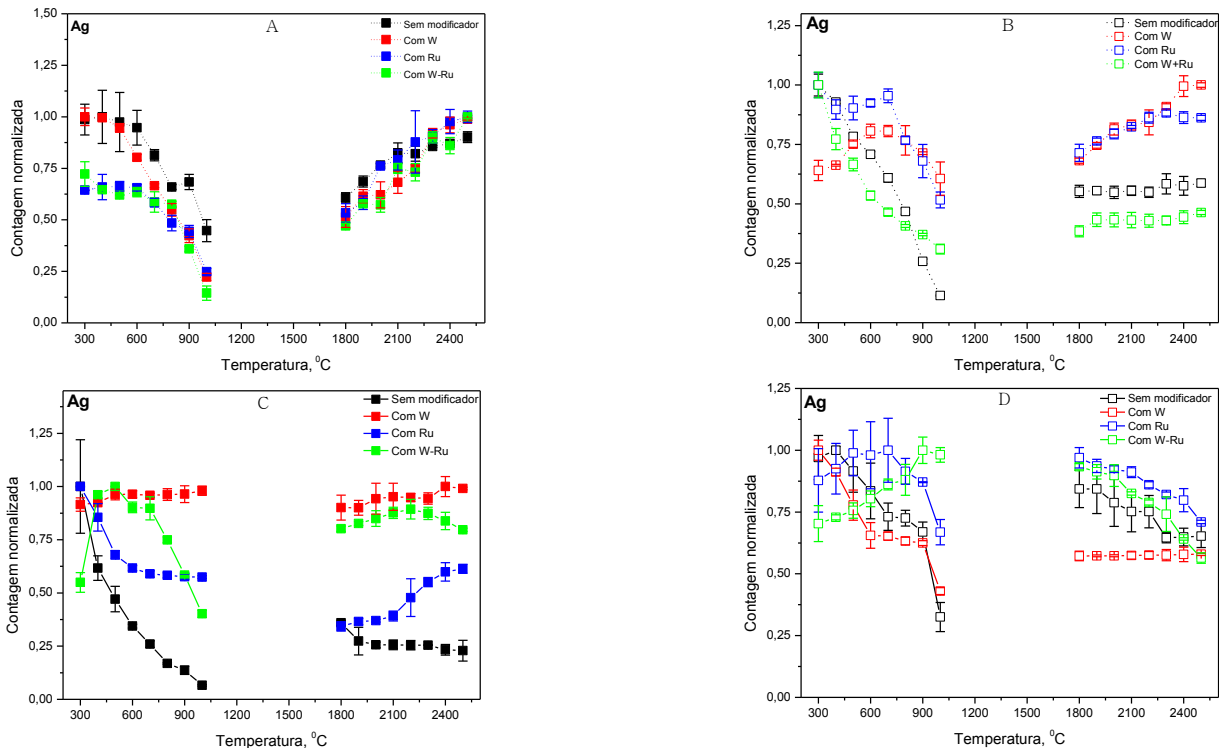 Ag
A
Sem modificador
Com W
Com Ru
Com W-Ru
Contagem normalizada
1,50
1,25
1,00
0,75
0,50
0,25
0,00
300 600 900 1200 1500 1800 2100 2400
Temperatura, ⁰C
Ag
B
Sem modificador
Com W
Com Ru
Com W+Ru
Contagem normalizada
1,25
1,00
0,75
0,50
0,25
0,00
300 600 900 1200 1500 1800 2100 2400
Temperatura, ⁰C
Ag
C
Sem modificador
Com W
Com Ru
Com W-Ru
Contagem normalizada
1,25
1,00
0,75
0,50
0,25
0,00
300 600 900 1200 1500 1800 2100 2400
Temperatura, ⁰C
Ag
D
Sem modificador
Com W
Com Ru
Com W-Ru
Contagem normalizada
1,25
1,00
0,75
0,50
0,25
0,00
300 600 900 1200 1500 1800 2100 2400
Temperatura, ⁰C